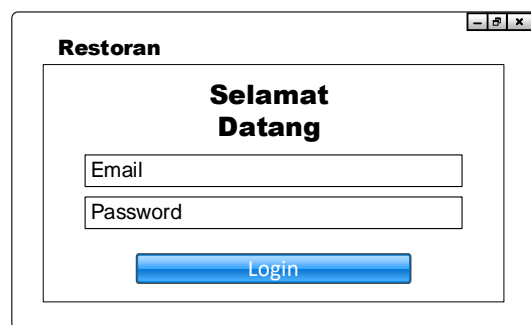 Restoran
Selamat
Datang
Email
Password
Login